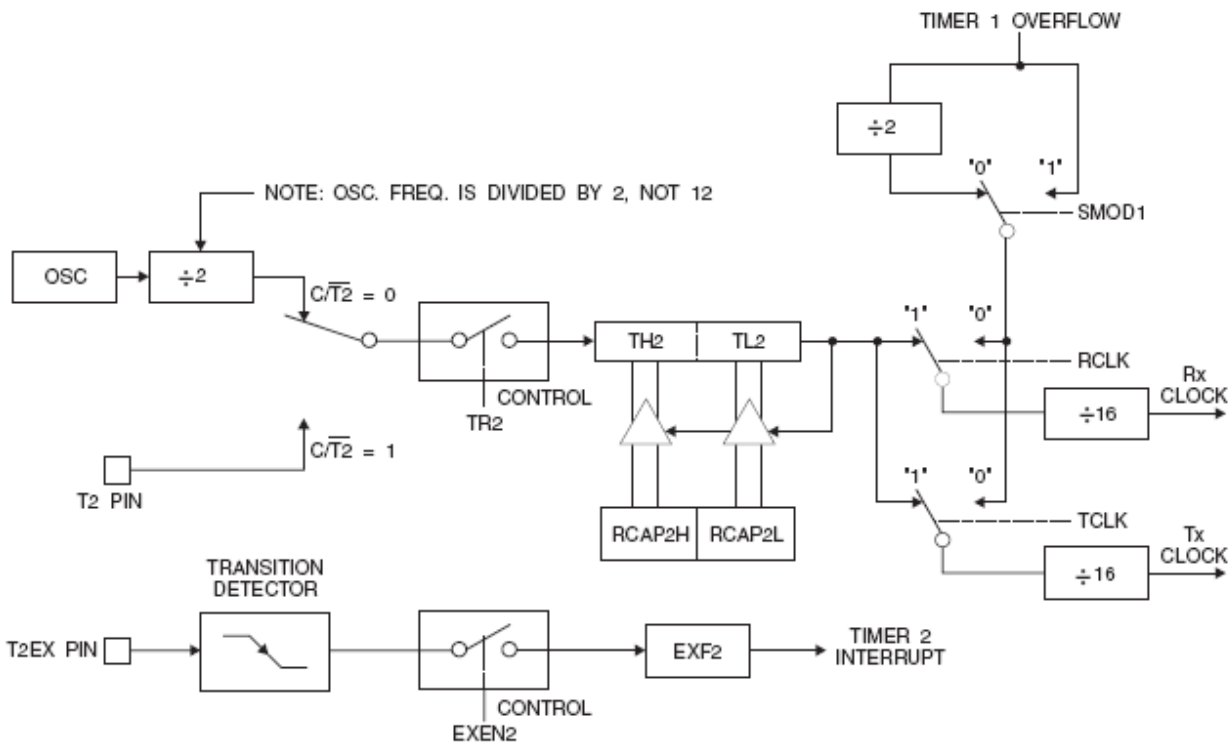 TIMER 1 OVERFLOW
÷2
"0"
"1"
NOTE: OSC. FREQ. IS DIVIDED BY 2, NOT 12
SMOD1
OSC
÷2
C/T2 = 0
"1"
"0"
TH2
TL2
RCLK
CONTROL
TR2
Rx
CLOCK
÷16
C/T2 = 1
T2 PIN
"1"
"0"
RCAP2H
RCAP2L
TCLK
Tx
CLOCK
÷16
TRANSITION
DETECTOR
T2EX PIN
EXF2
TIMER 2
INTERRUPT
CONTROL
EXEN2